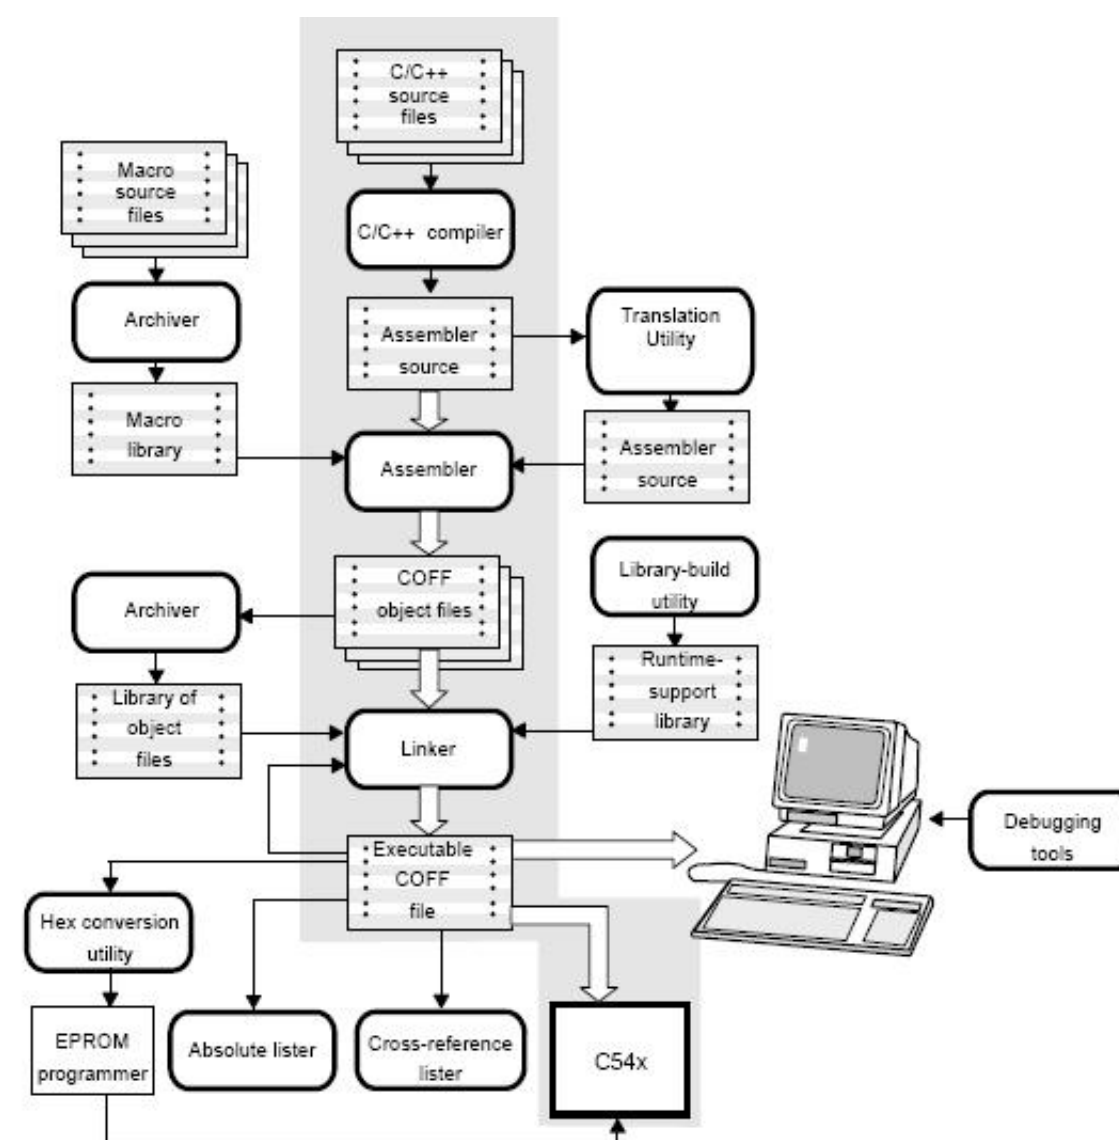 C/C++
source
files
Macro
source
files
C/C++ compiler
Archiver
Assembler
source
Translation
Utility
Macro
library
Assembler
Assembler
source
COFF
object files
Library-build
utility
Archiver
Runtime-
support
library
Library of
object
files
Linker
Debugging
tools
Executable
COFF
file
Hex conversion
utility
EPROM
programmer
Absolute lister
Cross-reference
lister
C54x